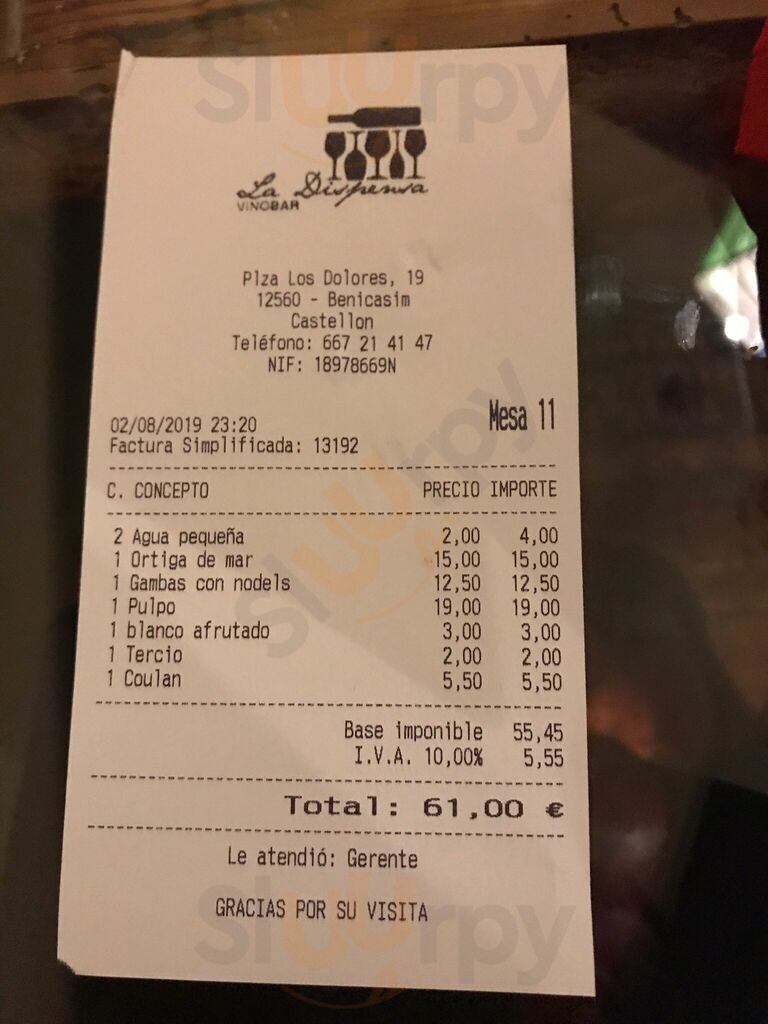 La Dispensa
VINOBAR
Plza Los Dolores, 19
12560 - Benicasim
Castellon
Teléfono: 667 21 41 47
NIF: 18978669N
Mesa 11
02/08/2019 23:20
Factura Simplificada: 13192
C. CONCEPTO PRECIO IMPORTE
2 Agua pequeña 2,00 4,00
1 Ortiga de mar 15,00 15,00
1 Gambas con nodels 12,50 12,50
1 Pulpo 19,00 19,00
1 blanco afrutado 3,00 3,00
1 Tercio 2,00 2,00
1 Coulan 5,50 5,50
Base imponible 55,45
I.V.A. 10,00% 5,55
Total: 61,00 €
Le atendió: Gerente
GRACIAS POR SU VISITA
Sluurpy
Sluurpy
Sluurpy